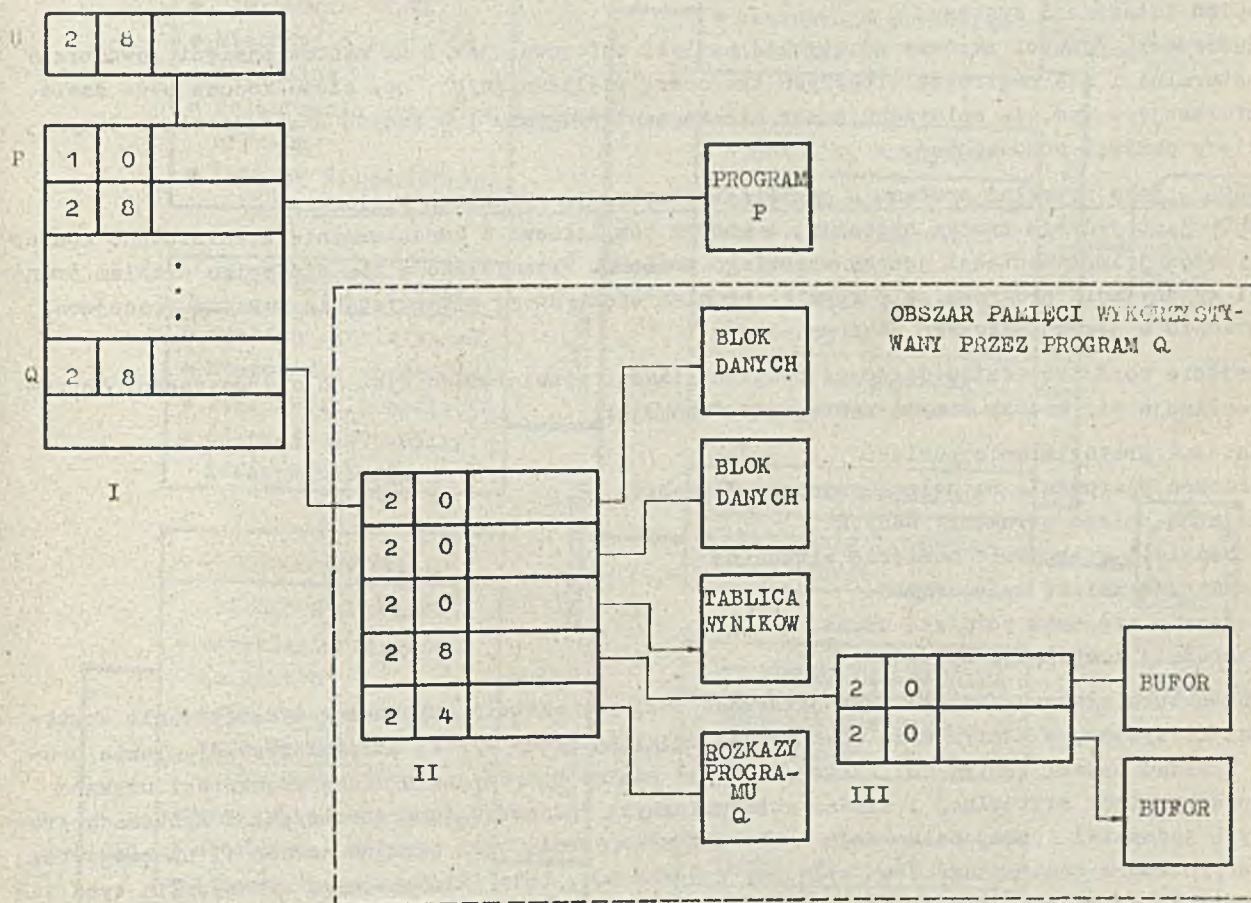 U 2 8
P 1 0
2 8
Q 2 8
I
PROGRAM
P
OBSZAR PAMIĘCI WYKORZYSTY-
WANY PRZEZ PROGRAM Q
BLOK
DANYCH
BLOK
DANYCH
2 0
2 0
2 0
2 8
2 4
II
TABLICA
WYNIKÓW
ROZKAZY
PROGRA-
MU
Q
2 0
2 0
III
BUFOR
BUFOR